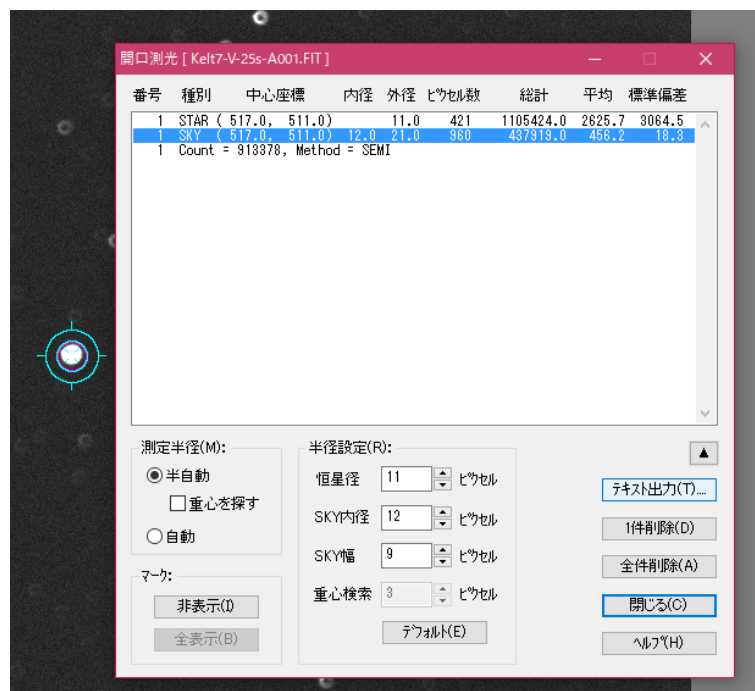 開口測光 [ Kelt7-V-25s-A001.FIT ]
番号 種別 中心座標 内径 外径 ﾋﾟｸｾﾙ数 総計 平均 標準偏差
1 STAR ( 517.0, 511.0) 11.0 421 1105424.0 2625.7 3064.5
1 SKY ( 517.0, 511.0) 12.0 21.0 960 437919.0 456.2 18.3
1 Count = 913378, Method = SEMI
測定半径(M):
半自動
重心を探す
自動
マーク:
非表示(I)
全表示(B)
半径設定(R):
恒星径 11 ﾋﾟｸｾﾙ
SKY内径 12 ﾋﾟｸｾﾙ
SKY幅 9 ﾋﾟｸｾﾙ
重心検索 3 ﾋﾟｸｾﾙ
ﾃﾞﾌｫﾙﾄ(E)
▲
テキスト出力(T)...
1件削除(D)
全件削除(A)
閉じる(C)
ﾍﾙﾌﾟ(H)